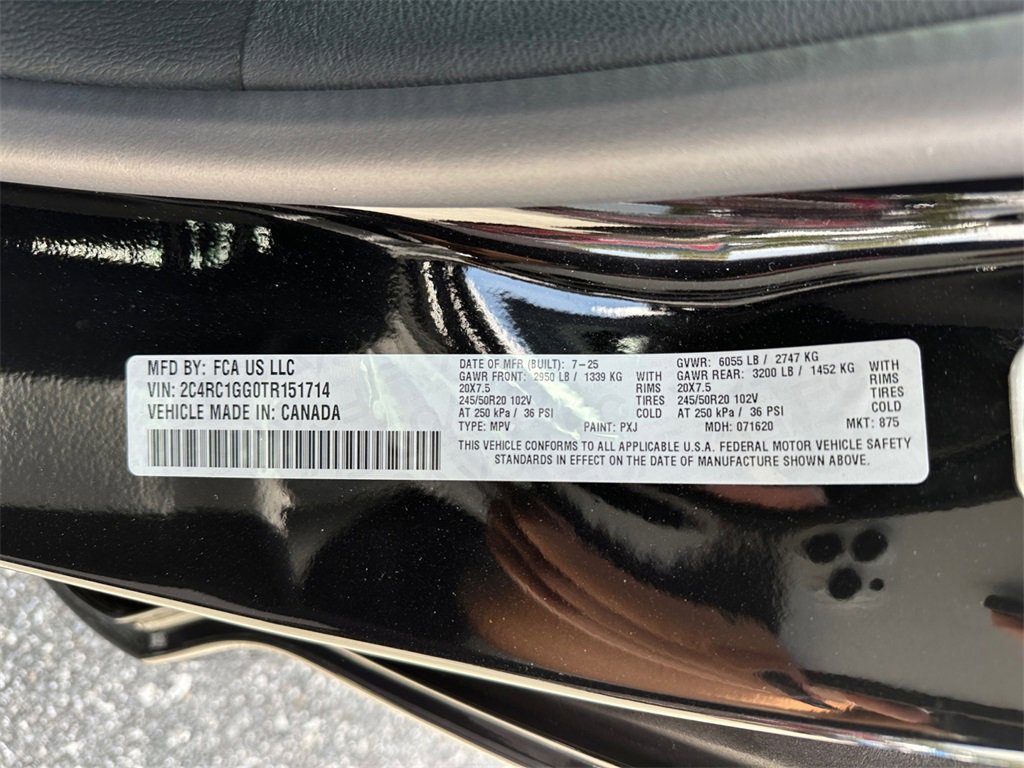 MFD BY: FCA US LLC
VIN: 2C4RC1GG0TR151714
VEHICLE MADE IN: CANADA
DATE OF MFR (BUILT): 7-25
GAWR FRONT: 2950 LB / 1339 KG WITH
20X7.5 RIMS
245/50R20 102V TIRES
AT 250 kPa / 36 PSI COLD
TYPE: MPV PAINT: PXJ MDH: 071620 MKT: 875
GVWR: 6055 LB / 2747 KG
GAWR REAR: 3200 LB / 1452 KG WITH
20X7.5 RIMS
245/50R20 102V TIRES
AT 250 kPa / 36 PSI COLD
THIS VEHICLE CONFORMS TO ALL APPLICABLE U.S.A. FEDERAL MOTOR VEHICLE SAFETY
STANDARDS IN EFFECT ON THE DATE OF MANUFACTURE SHOWN ABOVE.